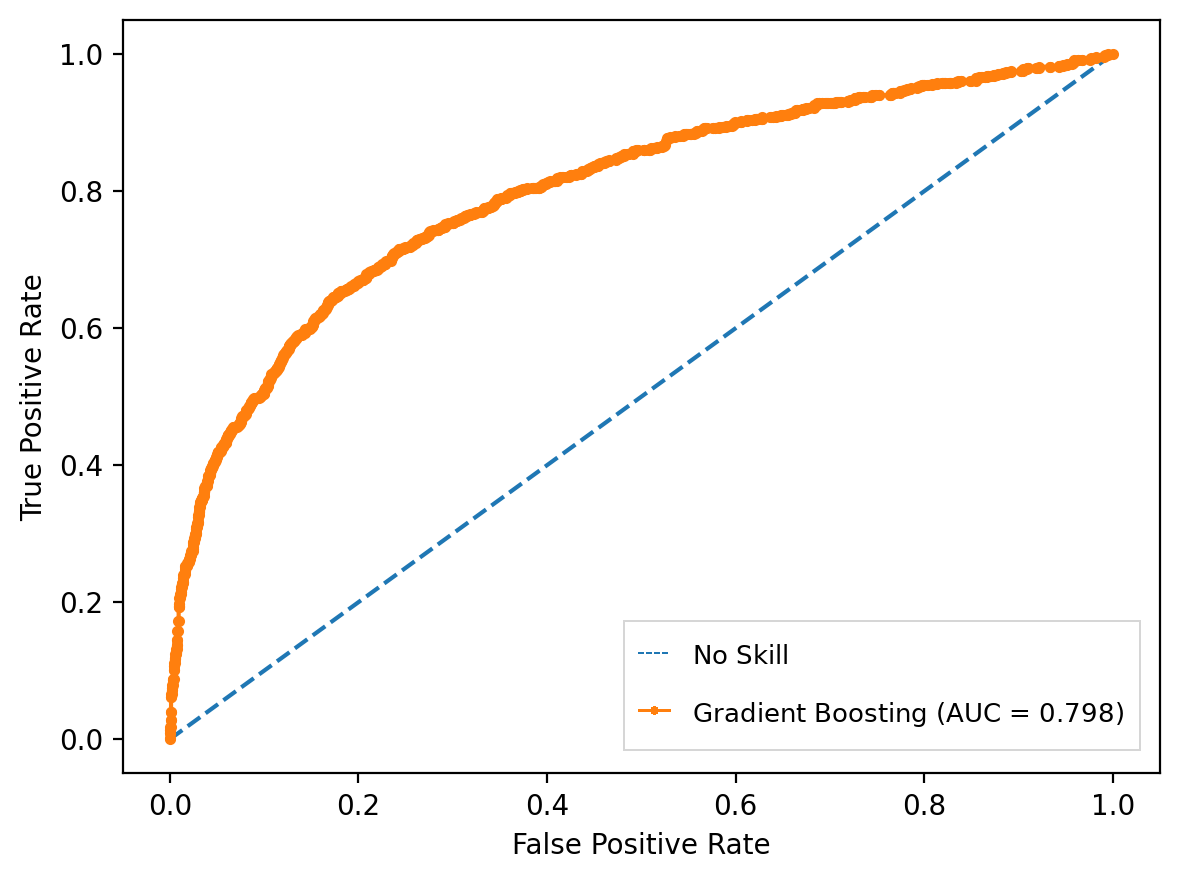 1.0
0.8
0.6
0.4
0.2
0.0
True Positive Rate
No Skill
Gradient Boosting (AUC = 0.798)
0.0 0.2 0.4 0.6 0.8 1.0
False Positive Rate